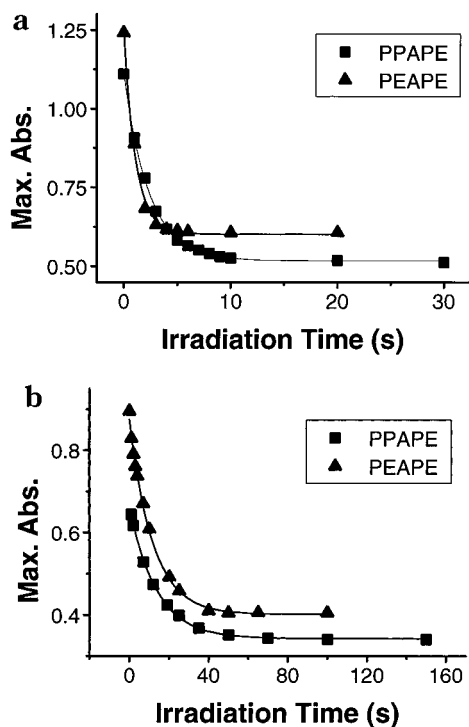 a
1.25
1.00
0.75
0.50
Max. Abs.
PPAPE
PEAPE
0
10
20
30
Irradiation Time (s)
b
0.8
0.6
0.4
Max. Abs.
PPAPE
PEAPE
0
40
80
120
160
Irradiation Time (s)